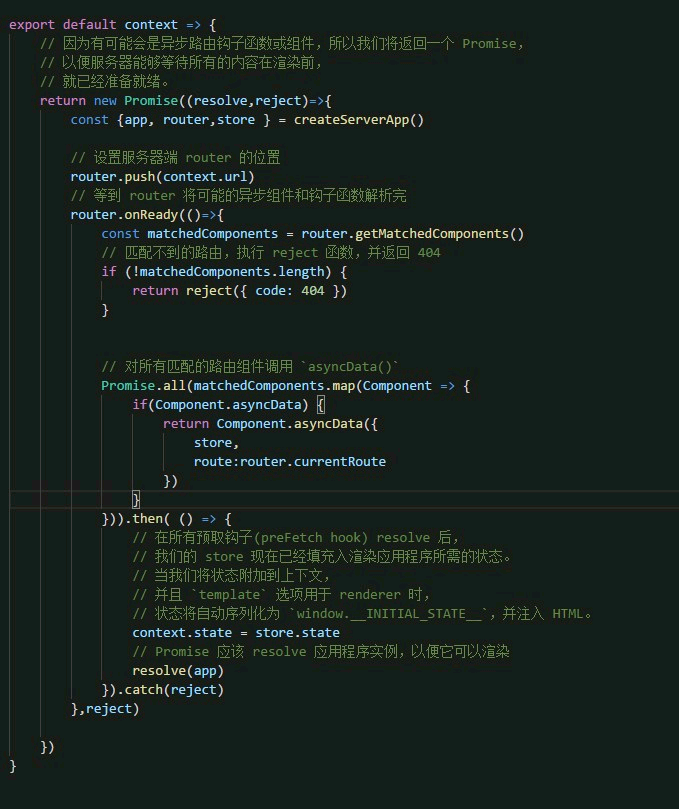 export default context => {
    // 因为有可能会是异步路由钩子函数或组件，所以我们将返回一个 Promise，
    // 以便服务器能够等待所有的内容在渲染前，
    // 就已经准备就绪。
    return new Promise((resolve,reject)=>{
        const {app, router,store } = createServerApp()
        // 设置服务器端 router 的位置
        router.push(context.url)
        // 等到 router 将可能的异步组件和钩子函数解析完
        router.onReady(()=>{
            const matchedComponents = router.getMatchedComponents()
            // 匹配不到的路由，执行 reject 函数，并返回 404
            if (!matchedComponents.length) {
                return reject({ code: 404 })
            }
            // 对所有匹配的路由组件调用 `asyncData()`
            Promise.all(matchedComponents.map(Component => {
                if(Component.asyncData) {
                    return Component.asyncData({
                        store,
                        route:router.currentRoute
                    })
                }
            })).then( () => {
                // 在所有预取钩子(preFetch hook) resolve 后，
                // 我们的 store 现在已经填充入渲染应用程序所需的状态。
                // 当我们将状态附加到上下文，
                // 并且 `template` 选项用于 renderer 时，
                // 状态将自动序列化为 `window.__INITIAL_STATE__`，并注入 HTML。
                context.state = store.state
                // Promise 应该 resolve 应用程序实例，以便它可以渲染
                resolve(app)
            }).catch(reject)
        },reject)
    })
}